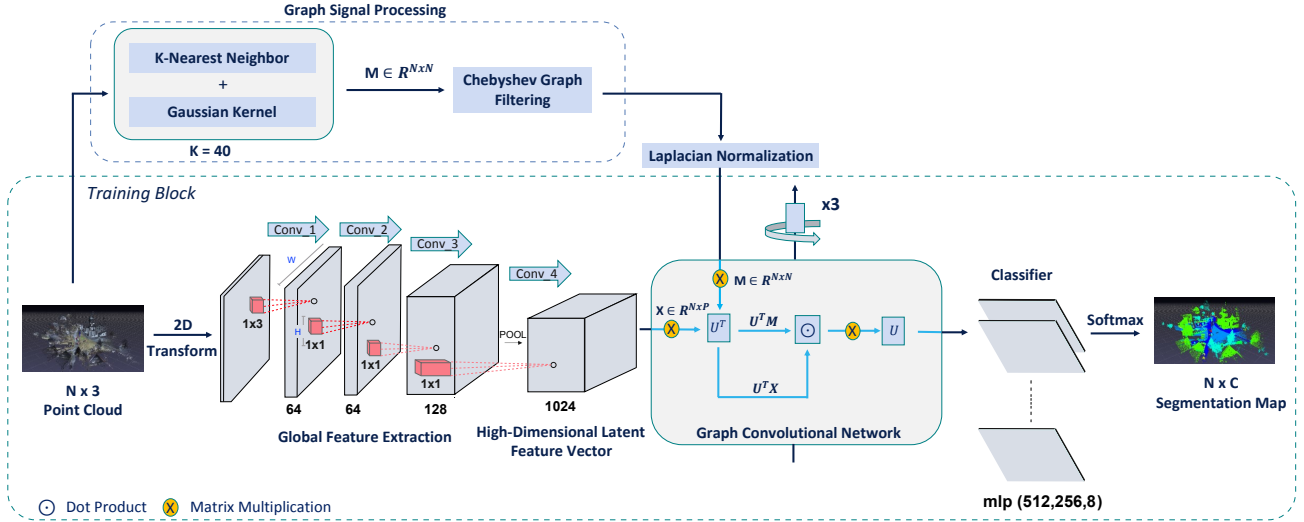 Graph Signal Processing
K-Nearest Neighbor
+
Gaussian Kernel
K = 40
M ∈ R^{NxN}
Chebyshev Graph
Filtering
Laplacian Normalization
Training Block
x3
Conv_1
Conv_2
Conv_3
Conv_4
W
H
1x3
1x1
1x1
1x1
POOL
2D
Transform
N x 3
Point Cloud
64
64
128
1024
Global Feature Extraction
High-Dimensional Latent
Feature Vector
X ∈ R^{NxP}
X
X
M ∈ R^{NxN}
U^T
U^T M
U^T X
X
U
Graph Convolutional Network
Classifier
mlp (512,256,8)
Softmax
N x C
Segmentation Map
Dot Product
X Matrix Multiplication